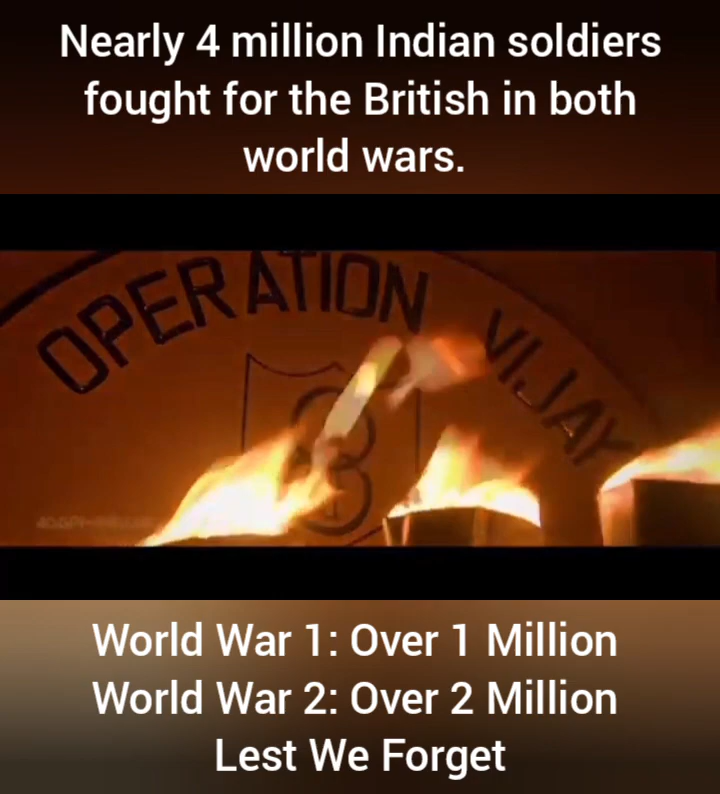 Nearly 4 million Indian soldiers
fought for the British in both
world wars.
OPERATION VIJAY
World War 1: Over 1 Million
World War 2: Over 2 Million
Lest We Forget